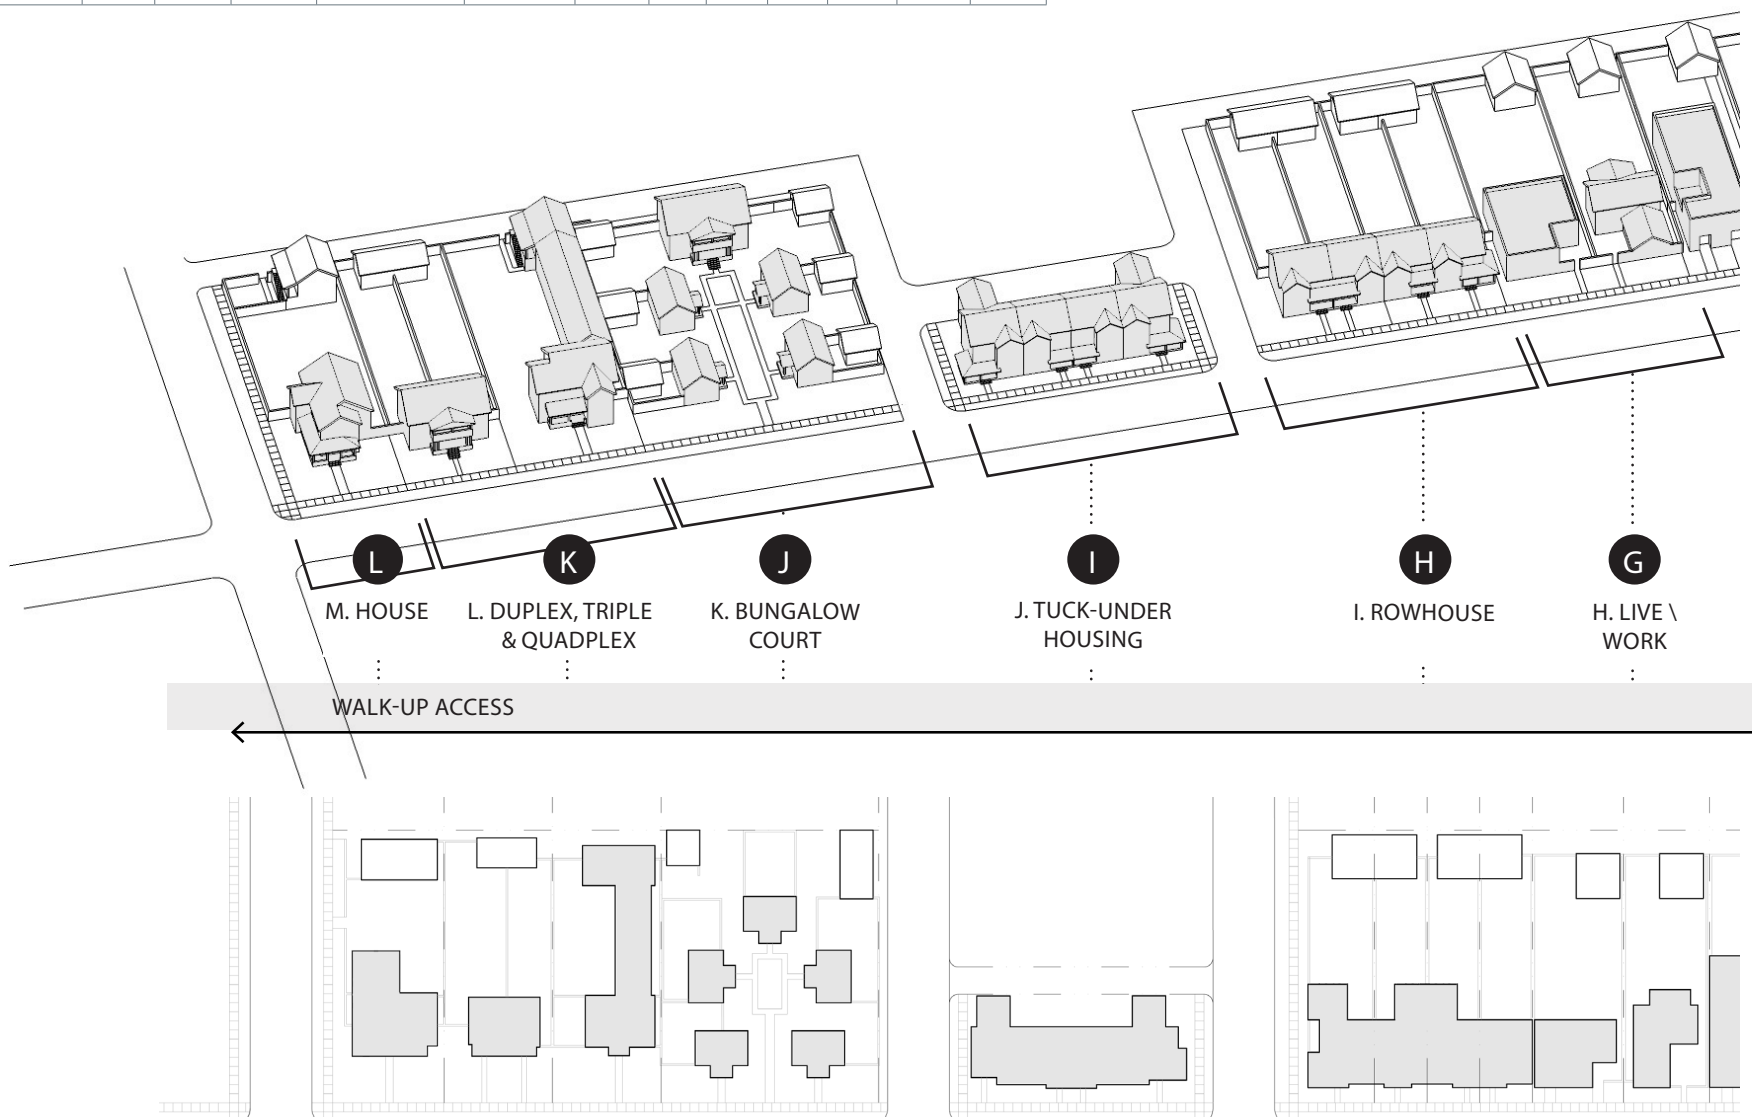 L
K
J
I
H
G
M. HOUSE
L. DUPLEX, TRIPLE
& QUADPLEX
K. BUNGALOW
COURT
J. TUCK-UNDER
HOUSING
I. ROWHOUSE
H. LIVE \
WORK
WALK-UP ACCESS